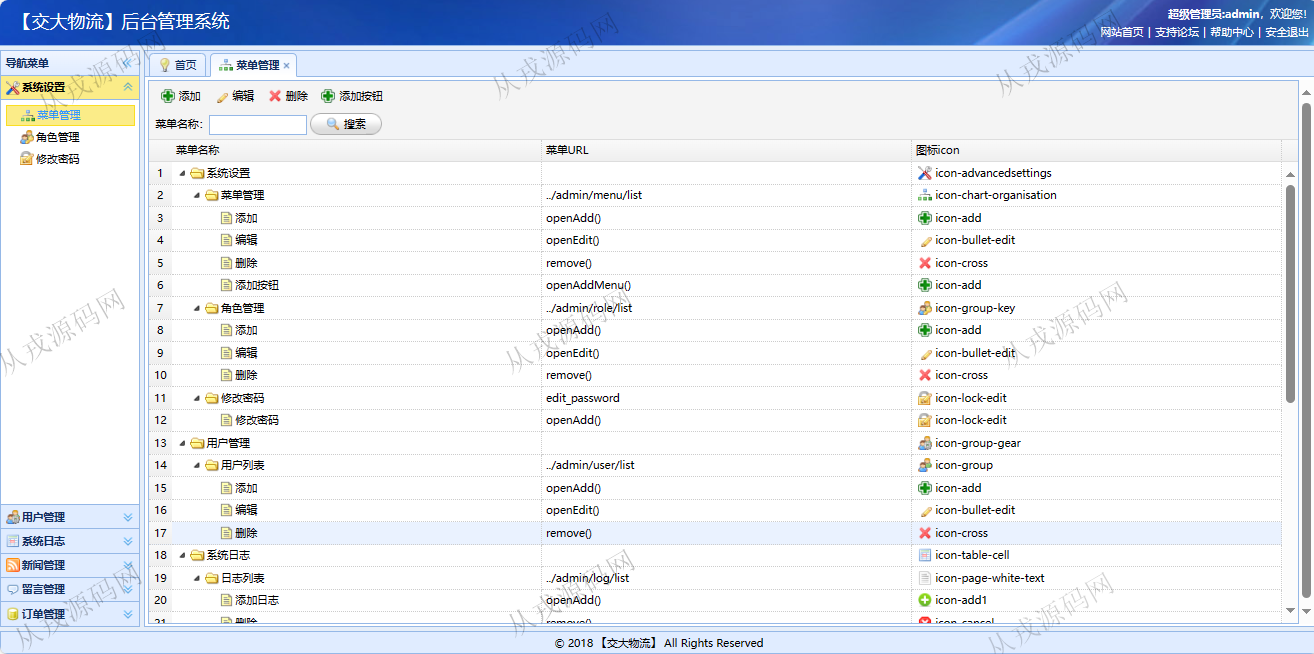 【交大物流】后台管理系统
超级管理员:admin，欢迎您!
网站首页 | 支持论坛 | 帮助中心 | 安全退出
导航菜单
系统设置
菜单管理
角色管理
修改密码
用户管理
系统日志
新闻管理
留言管理
订单管理
首页 菜单管理
添加 编辑 删除 添加按钮
菜单名称: 搜索
菜单名称 菜单URL 图标icon
1 系统设置 icon-advancedsettings
2 菜单管理 ../admin/menu/list icon-chart-organisation
3 添加 openAdd() icon-add
4 编辑 openEdit() icon-bullet-edit
5 删除 remove() icon-cross
6 添加按钮 openAddMenu() icon-add
7 角色管理 ../admin/role/list icon-group-key
8 添加 openAdd() icon-add
9 编辑 openEdit() icon-bullet-edit
10 删除 remove() icon-cross
11 修改密码 edit_password icon-lock-edit
12 修改密码 openAdd() icon-lock-edit
13 用户管理 icon-group-gear
14 用户列表 ../admin/user/list icon-group
15 添加 openAdd() icon-add
16 编辑 openEdit() icon-bullet-edit
17 删除 remove() icon-cross
18 系统日志 icon-table-cell
19 日志列表 ../admin/log/list icon-page-white-text
20 添加日志 openAdd() icon-add1
21 删除 remove() icon-cancel
© 2018 【交大物流】 All Rights Reserved
从戎源码网
从戎源码网
从戎源码网
从戎源码网
从戎源码网
从戎源码网
从戎源码网
从戎源码网
从戎源码网